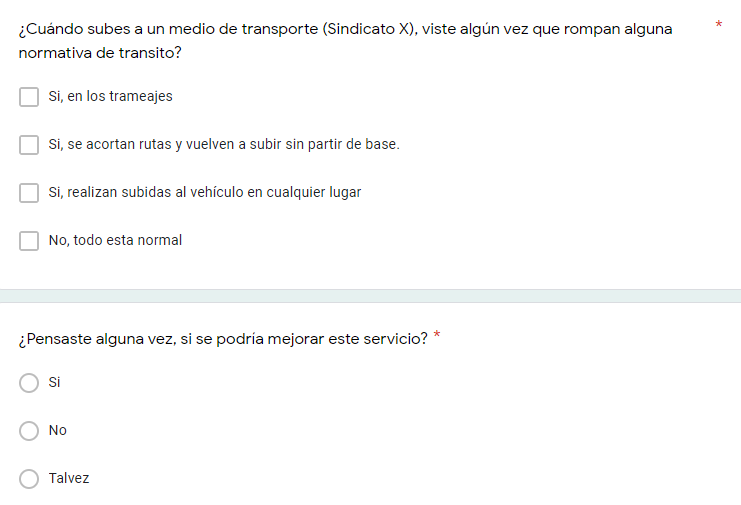 ¿Cuándo subes a un medio de transporte (Sindicato X), viste algún vez que rompan alguna *
normativa de transito?
Si, en los trameajes
Si, se acortan rutas y vuelven a subir sin partir de base.
Si, realizan subidas al vehículo en cualquier lugar
No, todo esta normal
¿Pensaste alguna vez, si se podría mejorar este servicio? *
Si
No
Talvez